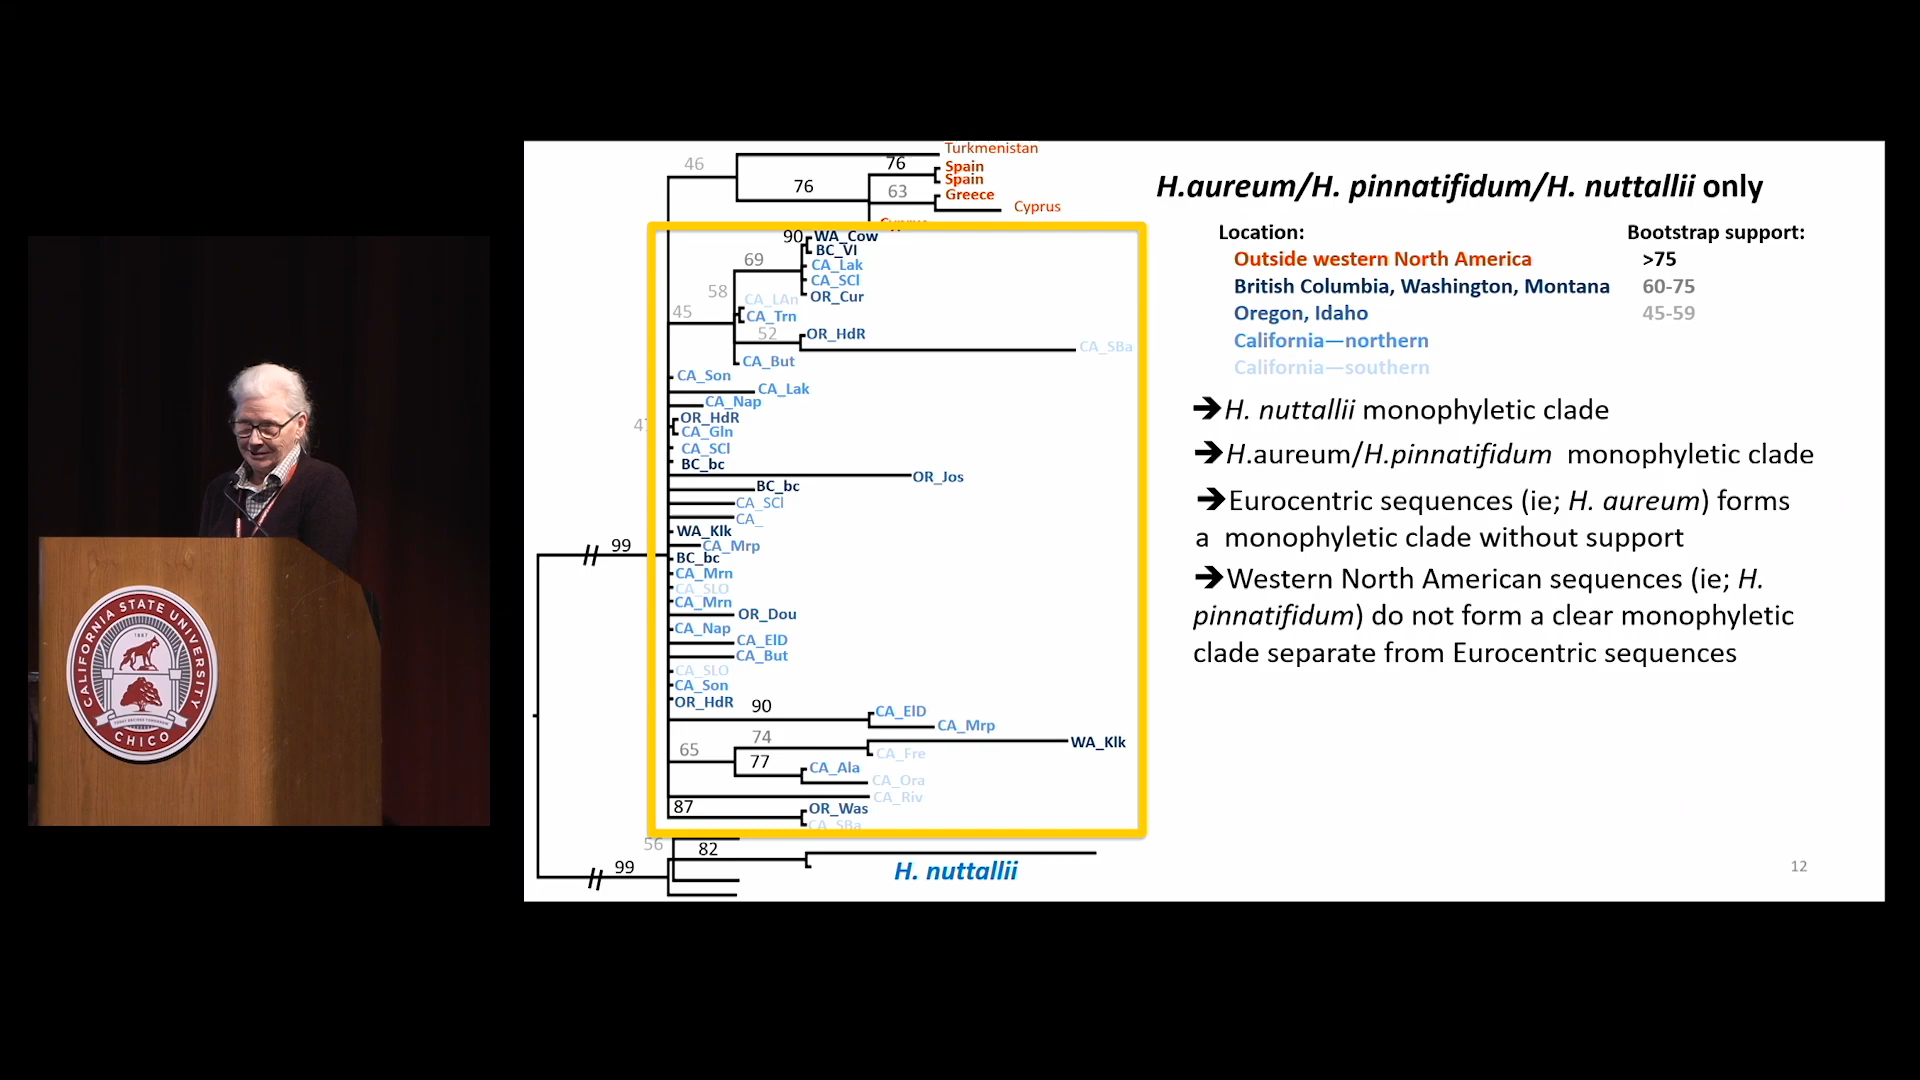 CALIFORNIA STATE UNIVERSITY
1887
TODAY DECIDES TOMORROW
CHICO
H.aureum/H. pinnatifidum/H. nuttallii only
Location:
Outside western North America
British Columbia, Washington, Montana
Oregon, Idaho
California—northern
California—southern
Bootstrap support:
>75
60-75
45-59
➔H. nuttallii monophyletic clade
➔H.aureum/H.pinnatifidum monophyletic clade
➔Eurocentric sequences (ie; H. aureum) forms
a monophyletic clade without support
➔Western North American sequences (ie; H.
pinnatifidum) do not form a clear monophyletic
clade separate from Eurocentric sequences
12
46
Turkmenistan
76
Spain
76
Spain
63
Greece
Cyprus
90
WA_Cow
BC_VI
69
CA_Lak
CA_SCl
58
CA_LAn
OR_Cur
45
CA_Trn
52
OR_HdR
CA_SBa
CA_But
CA_Son
CA_Lak
CA_Nap
OR_HdR
CA_Gln
CA_SCl
BC_bc
OR_Jos
BC_bc
CA_SCl
CA_
WA_Klk
99
CA_Mrp
BC_bc
CA_Mrn
CA_SLO
CA_Mrn
OR_Dou
CA_Nap
CA_ElD
CA_But
CA_SLO
CA_Son
OR_HdR
90
CA_ElD
CA_Mrp
74
WA_Klk
65
CA_Fre
77
CA_Ala
CA_Ora
CA_Riv
87
OR_Was
CA_SBa
56
82
99
H. nuttallii